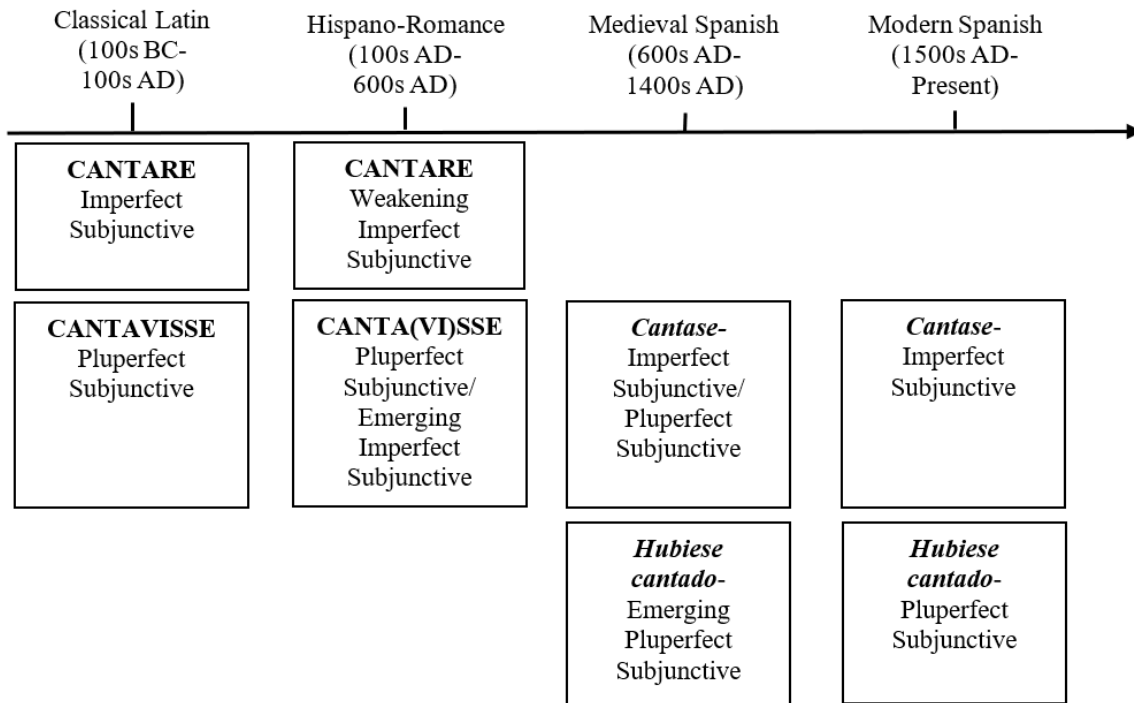 Classical Latin
(100s BC-
100s AD)
Hispano-Romance
(100s AD-
600s AD)
Medieval Spanish
(600s AD-
1400s AD)
Modern Spanish
(1500s AD-
Present)
CANTARE
Imperfect
Subjunctive
CANTARE
Weakening
Imperfect
Subjunctive
CANTAVISSE
Pluperfect
Subjunctive
CANTA(VI)SSE
Pluperfect
Subjunctive/
Emerging
Imperfect
Subjunctive
Cantase-
Imperfect
Subjunctive/
Pluperfect
Subjunctive
Cantase-
Imperfect
Subjunctive
Hubiese
cantado-
Emerging
Pluperfect
Subjunctive
Hubiese
cantado-
Pluperfect
Subjunctive